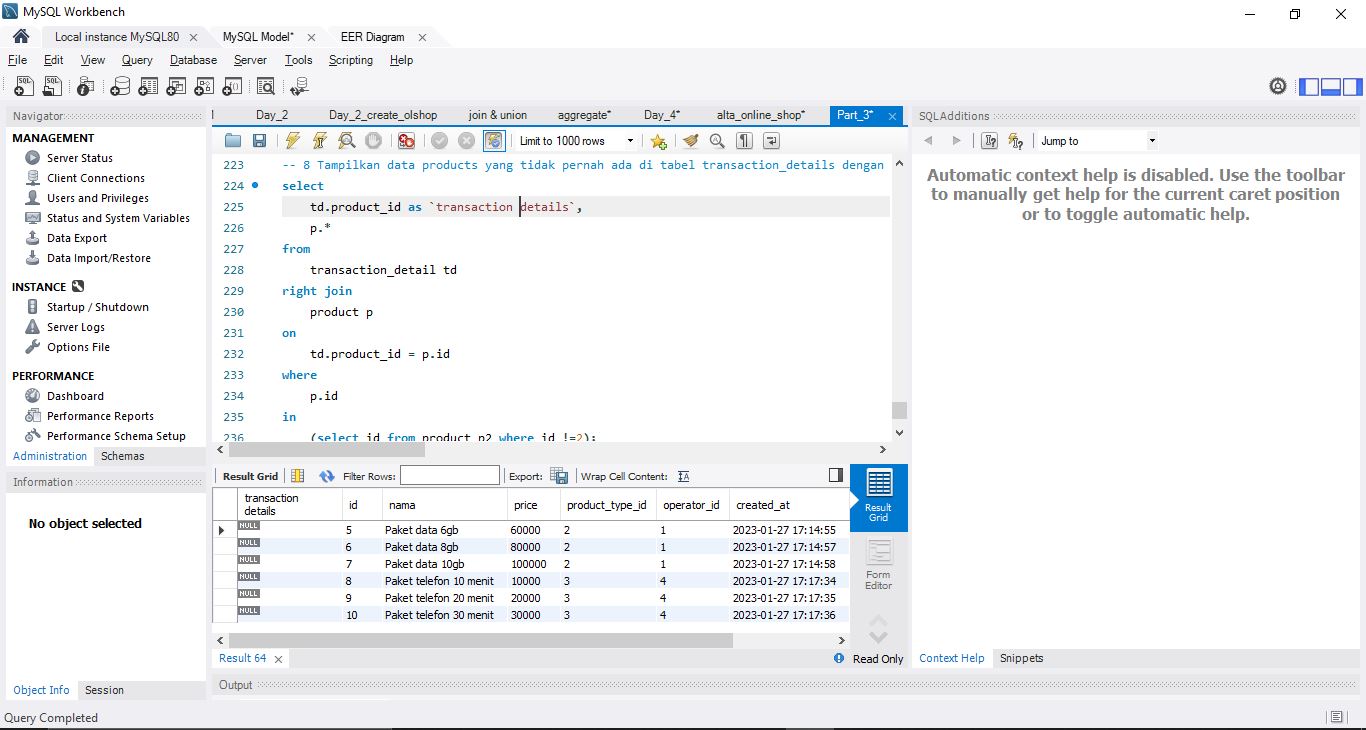 MySQL Workbench
Local instance MySQL80 MySQL Model* EER Diagram
File Edit View Query Database Server Tools Scripting Help
Navigator
MANAGEMENT
Server Status
Client Connections
Users and Privileges
Status and System Variables
Data Export
Data Import/Restore
INSTANCE
Startup / Shutdown
Server Logs
Options File
PERFORMANCE
Dashboard
Performance Reports
Performance Schema Setup
Administration Schemas
Information
No object selected
Object Info Session
Day_2 Day_2_create_olshop join & union aggregate* Day_4* alta_online_shop* Part_3*
Limit to 1000 rows
223 -- 8 Tampilkan data products yang tidak pernah ada di tabel transaction_details dengan
224 select
225 td.product_id as `transaction details`,
226 p.*
227 from
228 transaction_detail td
229 right join
230 product p
231 on
232 td.product_id = p.id
233 where
234 p.id
235 in
236 (select id from product p2 where id !=2);
Result Grid Filter Rows: Export: Wrap Cell Content:
transaction details id nama price product_type_id operator_id created_at
NULL 5 Paket data 6gb 60000 2 1 2023-01-27 17:14:55
NULL 6 Paket data 8gb 80000 2 1 2023-01-27 17:14:57
NULL 7 Paket data 10gb 100000 2 1 2023-01-27 17:14:58
NULL 8 Paket telefon 10 menit 10000 3 4 2023-01-27 17:17:34
NULL 9 Paket telefon 20 menit 20000 3 4 2023-01-27 17:17:35
NULL 10 Paket telefon 30 menit 30000 3 4 2023-01-27 17:17:36
Result Grid
Form Editor
Result 64 Read Only
Output
SQLAdditions
Jump to
Automatic context help is disabled. Use the toolbar
to manually get help for the current caret position
or to toggle automatic help.
Context Help Snippets
Query Completed